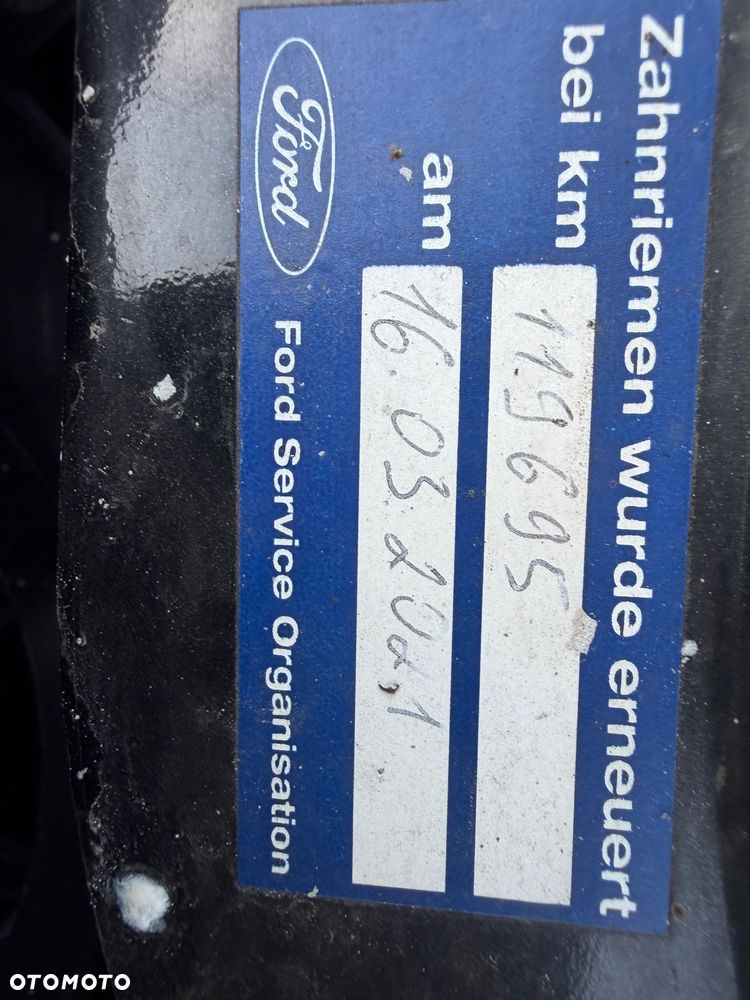 Zahnriemen wurde erneuert
bei km 119695
am 16.03 2021
Ford Ford Service Organisation
OTOMOTO